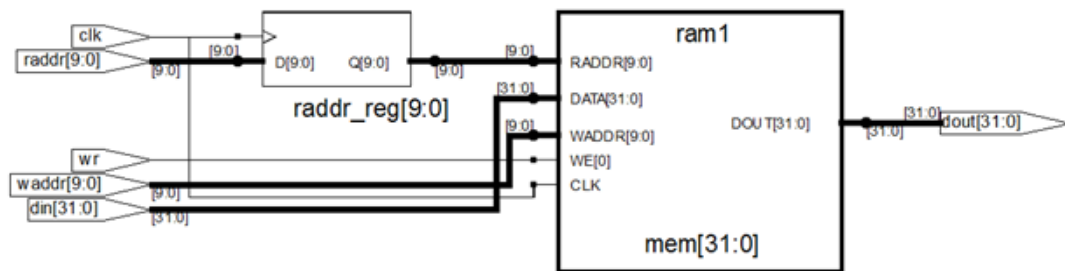 clk
raddr[9:0]
[9:0]
[9:0]
D[9:0]
Q[9:0]
[9:0]
raddr_reg[9:0]
[9:0]
[31:0]
[9:0]
ram1
RADDR[9:0]
DATA[31:0]
WADDR[9:0]
WE[0]
CLK
DOUT[31:0]
mem[31:0]
[31:0]
[31:0]
dout[31:0]
wr
waddr[9:0]
[9:0]
din[31:0]
[31:0]